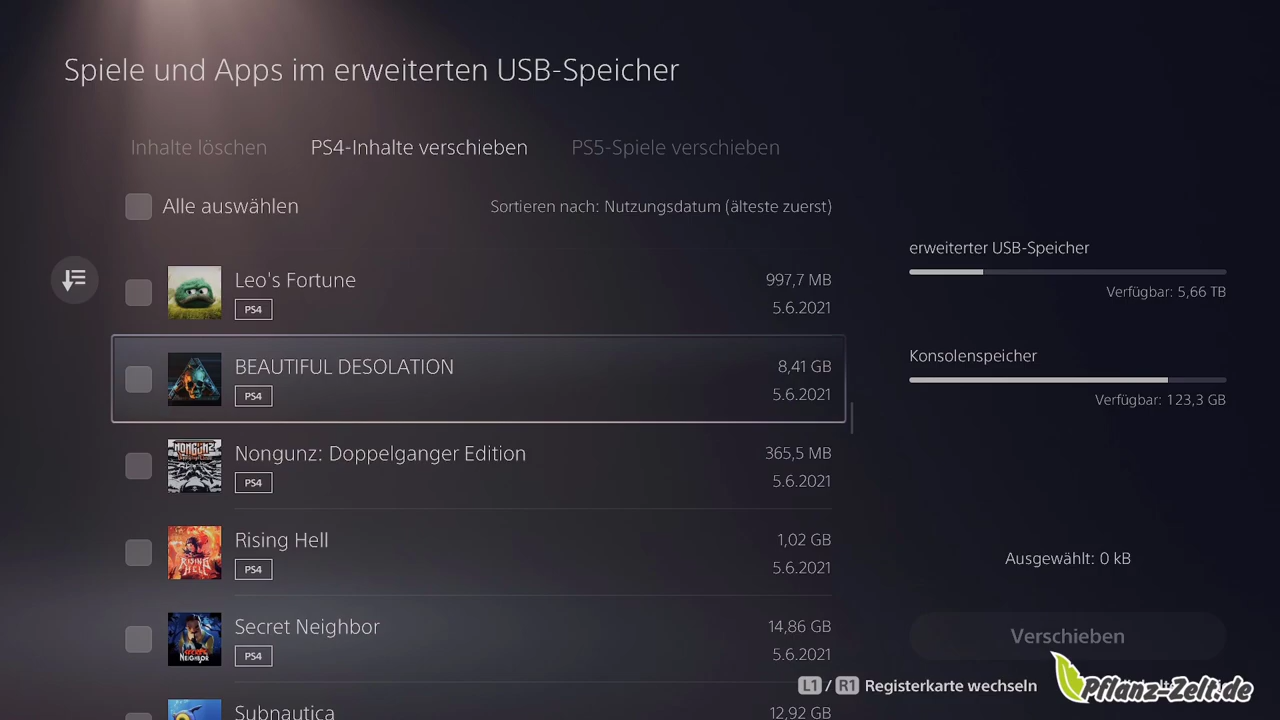 Spiele und Apps im erweiterten USB-Speicher
Inhalte löschen PS4-Inhalte verschieben PS5-Spiele verschieben
Alle auswählen Sortieren nach: Nutzungsdatum (älteste zuerst)
erweiterter USB-Speicher
Verfügbar: 5,66 TB
Konsolenspeicher
Verfügbar: 123,3 GB
Leo's Fortune 997,7 MB
PS4 5.6.2021
BEAUTIFUL DESOLATION 8,41 GB
PS4 5.6.2021
NONGUNZ
Nongunz: Doppelganger Edition 365,5 MB
PS4 5.6.2021
RISING HELL
Rising Hell 1,02 GB
PS4 5.6.2021
SECRET NEIGHBOR
Secret Neighbor 14,86 GB
PS4 5.6.2021
Subnautica 12,92 GB
Ausgewählt: 0 kB
Verschieben
L1 / R1 Registerkarte wechseln
Pflanz-Zelt.de